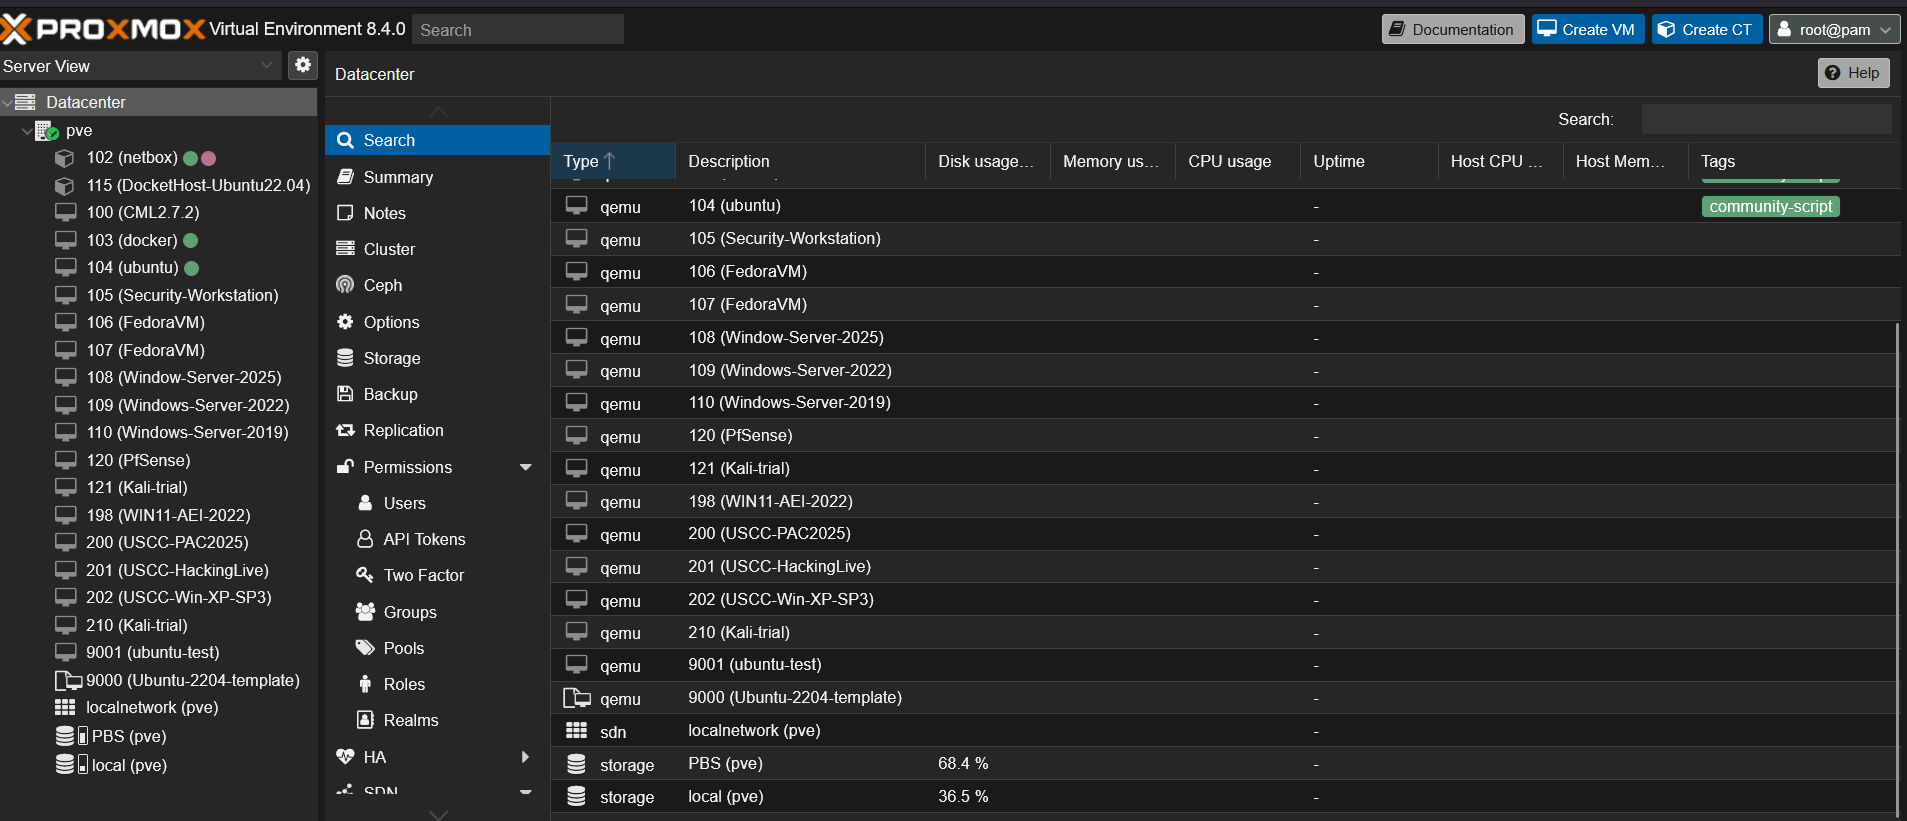 PROXMOX Virtual Environment 8.4.0 Search Documentation Create VM Create CT root@pam
Server View
Datacenter
pve
102 (netbox)
115 (DocketHost-Ubuntu22.04)
100 (CML2.7.2)
103 (docker)
104 (ubuntu)
105 (Security-Workstation)
106 (FedoraVM)
107 (FedoraVM)
108 (Window-Server-2025)
109 (Windows-Server-2022)
110 (Windows-Server-2019)
120 (PfSense)
121 (Kali-trial)
198 (WIN11-AEI-2022)
200 (USCC-PAC2025)
201 (USCC-HackingLive)
202 (USCC-Win-XP-SP3)
210 (Kali-trial)
9001 (ubuntu-test)
9000 (Ubuntu-2204-template)
localnetwork (pve)
PBS (pve)
local (pve)
Datacenter Help
Search
Summary
Notes
Cluster
Ceph
Options
Storage
Backup
Replication
Permissions
Users
API Tokens
Two Factor
Groups
Pools
Roles
Realms
HA
SDN
Search:
Type Description Disk usage... Memory us... CPU usage Uptime Host CPU ... Host Mem... Tags
qemu 104 (ubuntu) - community-script
qemu 105 (Security-Workstation) -
qemu 106 (FedoraVM) -
qemu 107 (FedoraVM) -
qemu 108 (Window-Server-2025) -
qemu 109 (Windows-Server-2022) -
qemu 110 (Windows-Server-2019) -
qemu 120 (PfSense) -
qemu 121 (Kali-trial) -
qemu 198 (WIN11-AEI-2022) -
qemu 200 (USCC-PAC2025) -
qemu 201 (USCC-HackingLive) -
qemu 202 (USCC-Win-XP-SP3) -
qemu 210 (Kali-trial) -
qemu 9001 (ubuntu-test) -
qemu 9000 (Ubuntu-2204-template) -
sdn localnetwork (pve) -
storage PBS (pve) 68.4 % -
storage local (pve) 36.5 % -